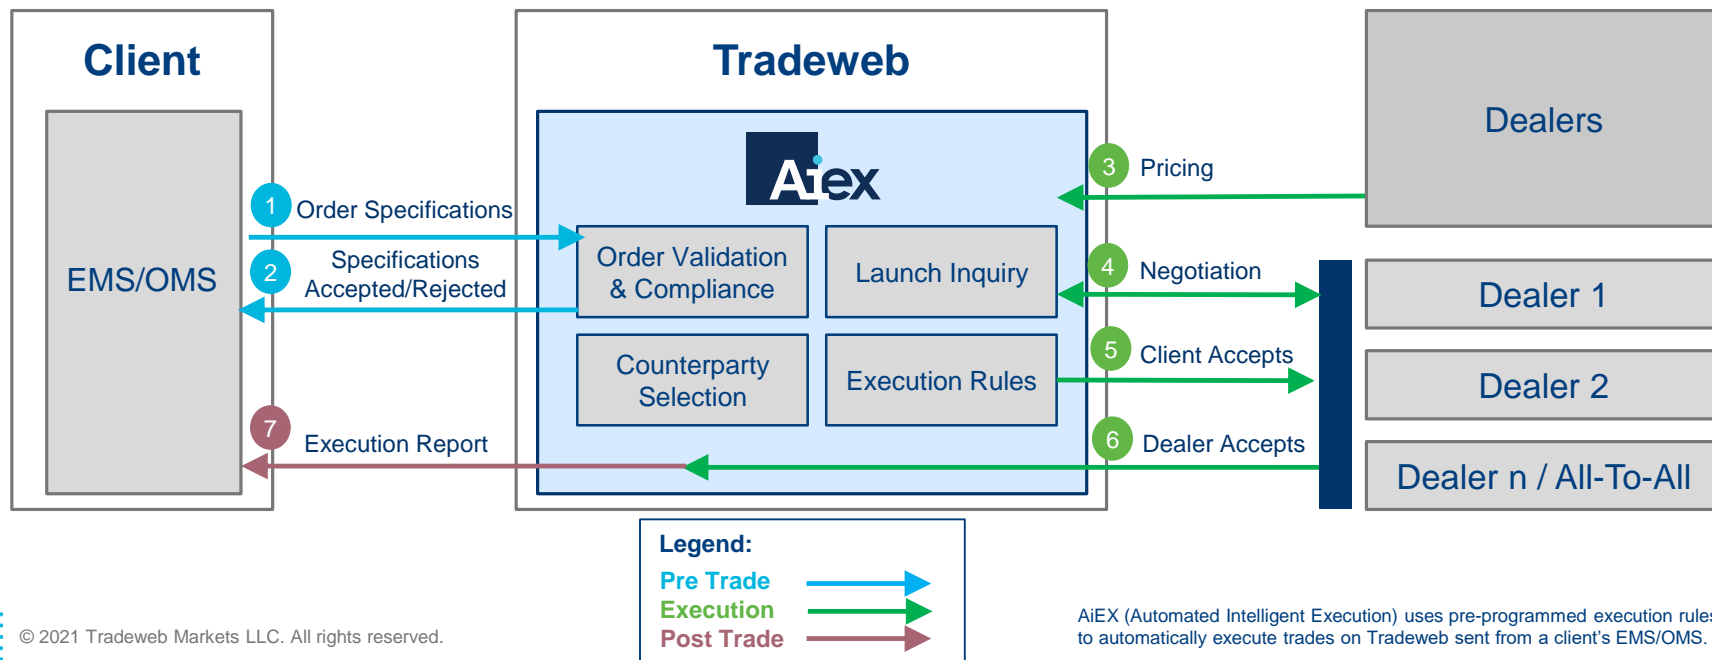 Client
Tradeweb
Dealers
EMS/OMS
Aiex
1
Order Specifications
2
Specifications
Accepted/Rejected
Order Validation
& Compliance
Launch Inquiry
Counterparty
Selection
Execution Rules
3
Pricing
4
Negotiation
5
Client Accepts
6
Dealer Accepts
7
Execution Report
Dealer 1
Dealer 2
Dealer n / All-To-All
Legend:
Pre Trade
Execution
Post Trade
© 2021 Tradeweb Markets LLC. All rights reserved.
AiEX (Automated Intelligent Execution) uses pre-programmed execution rules
to automatically execute trades on Tradeweb sent from a client's EMS/OMS.